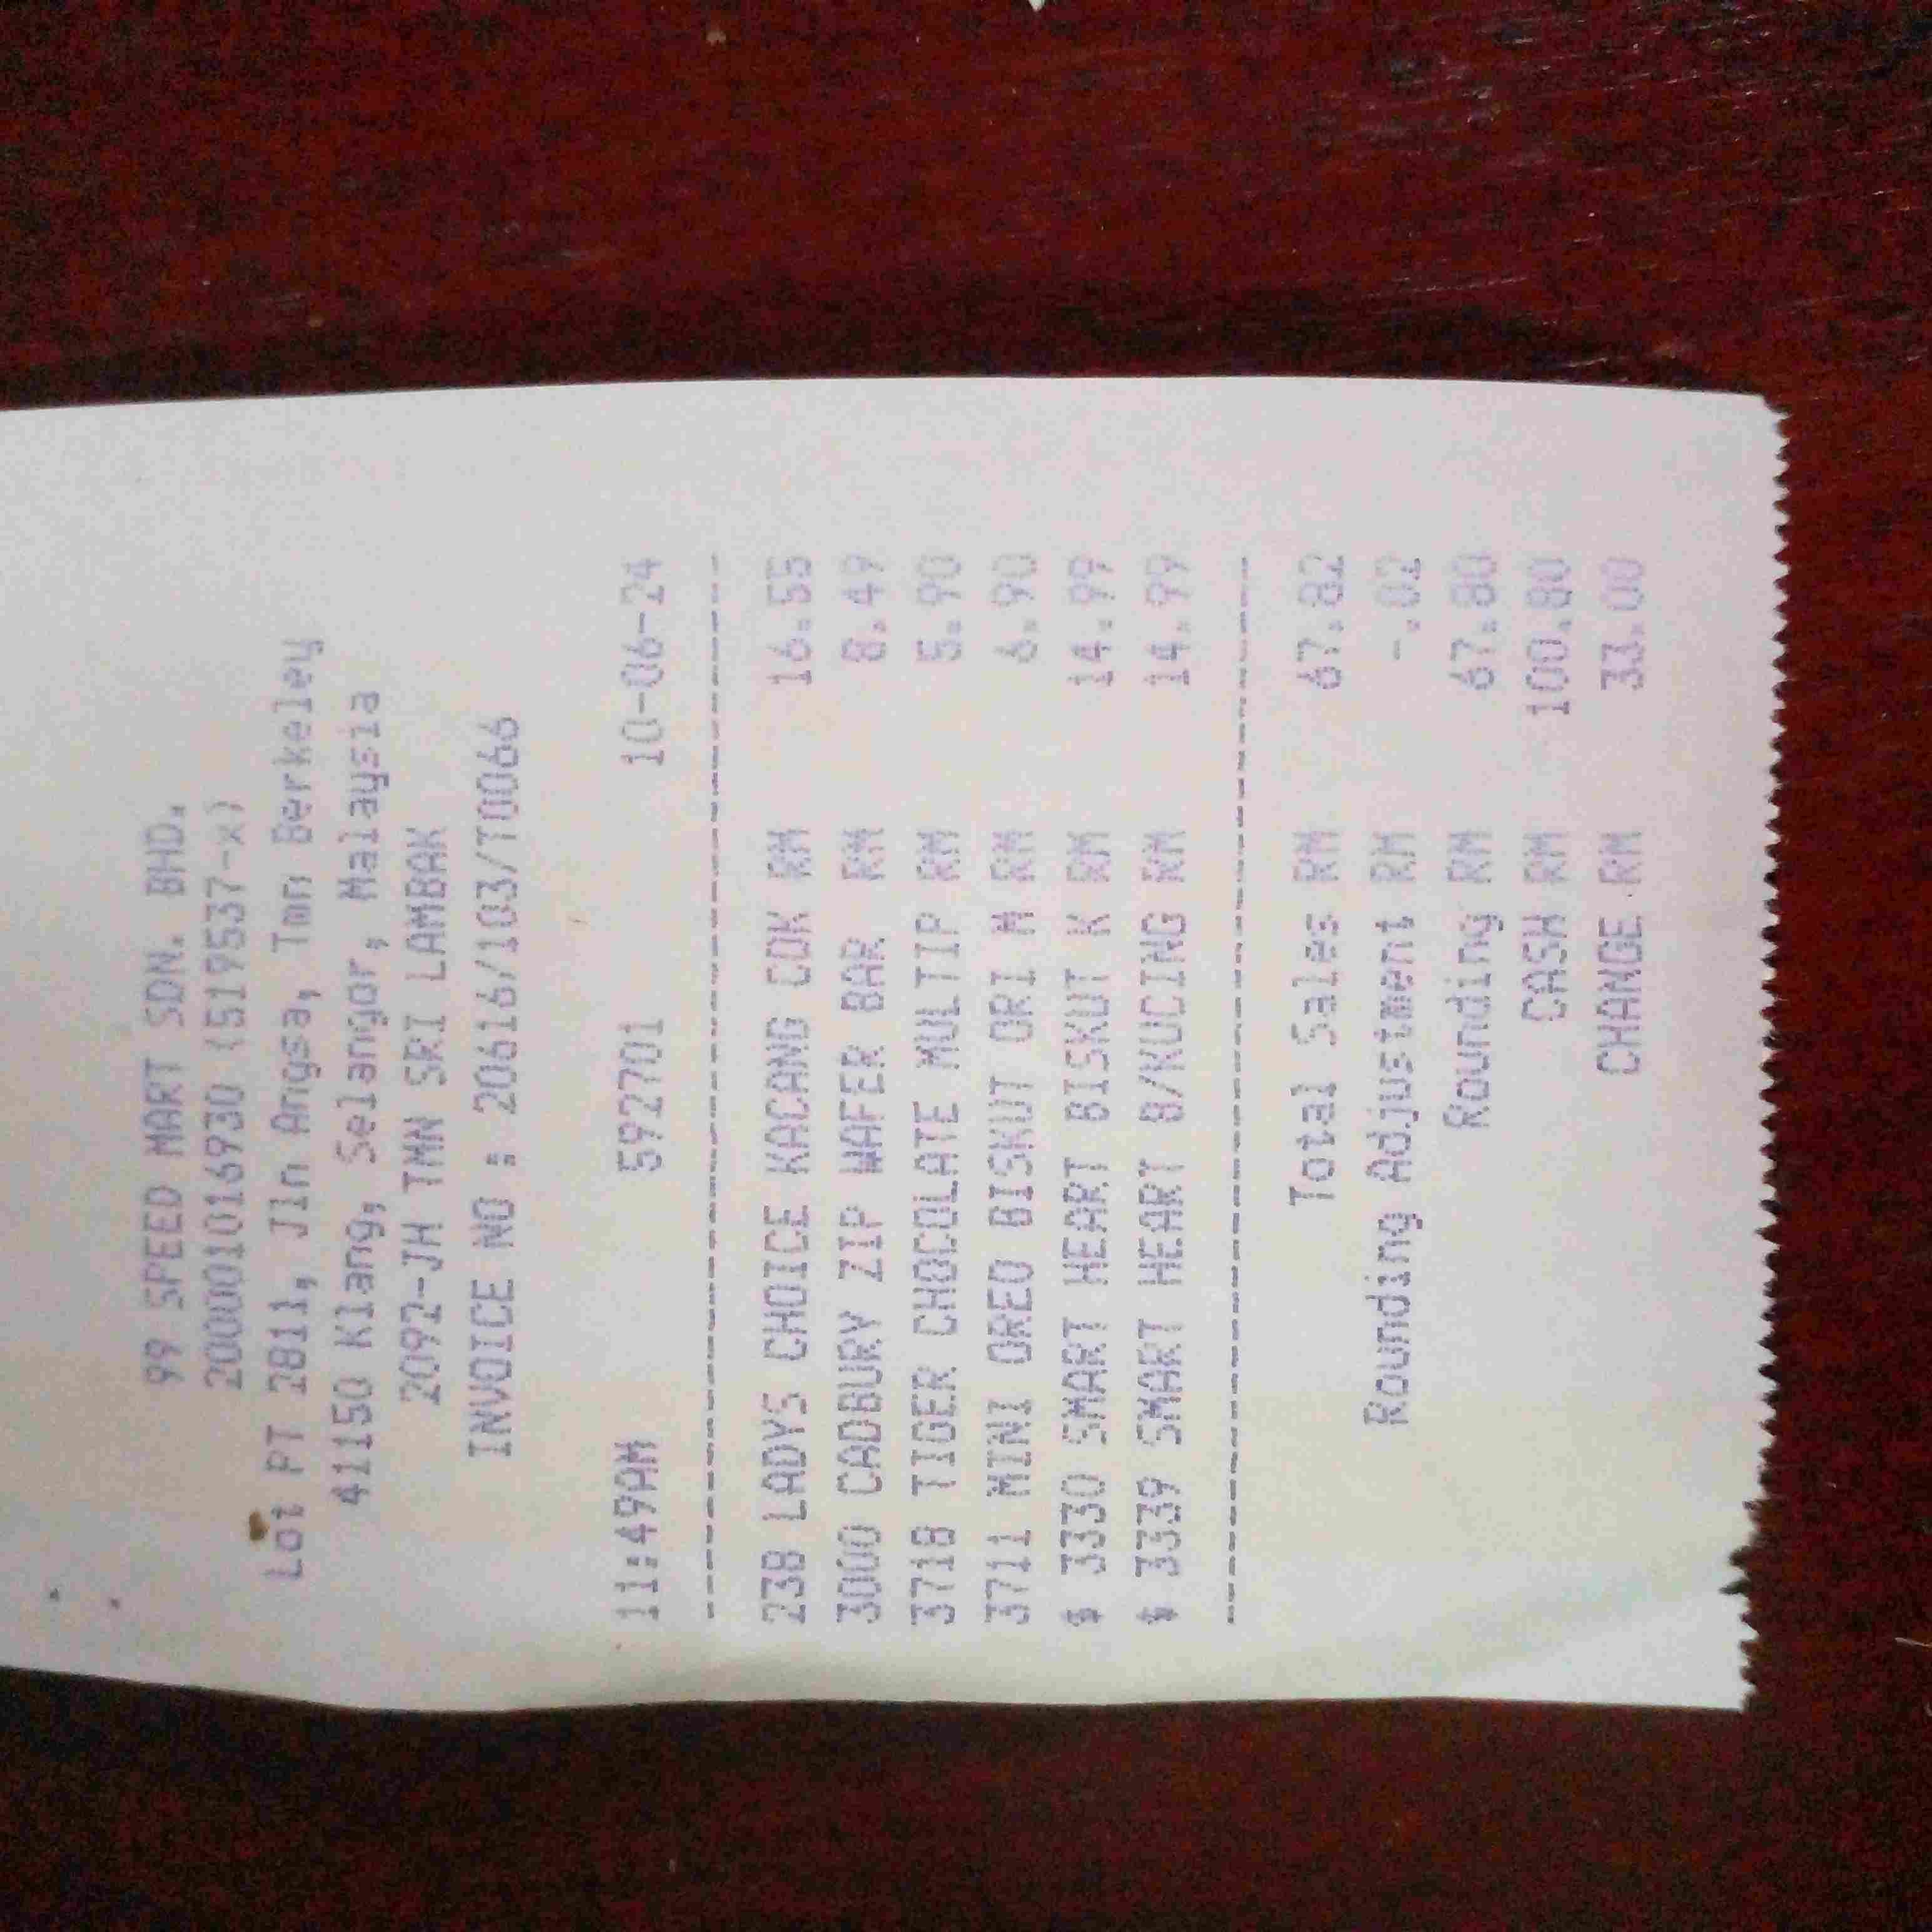 99 SPEED MART SDN. BHD.
200001016930 (519537-x)
Lot PT 2811, Jln Angsa, Tmn Berkeley
41150 Klang, Selangor, Malaysia
2092-JH TMN SRI LAMBAK
INVOICE NO : 20616/103/T0066
11:49AM 592701 10-06-24
238 LADYS CHOICE KACANG COK RM 16.55
3000 CADBURY ZIP WAFER BAR RM 8.49
3718 TIGER CHOCOLATE MULTIP RM 5.90
3711 MINI OREO BISKUT ORI M RM 6.90
$ 3330 SMART HEART BISKUT K RM 14.99
$ 3339 SMART HEART B/KUCING RM 14.99
Total Sales RM 67.82
Rounding Adjustment RM -.02
Rounding RM 67.80
CASH RM 100.80
CHANGE RM 33.00